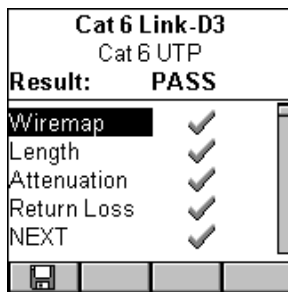 Cat 6 Link-D3
Cat 6 UTP
Result: PASS
Wiremap
Length
Attenuation
Return Loss
NEXT